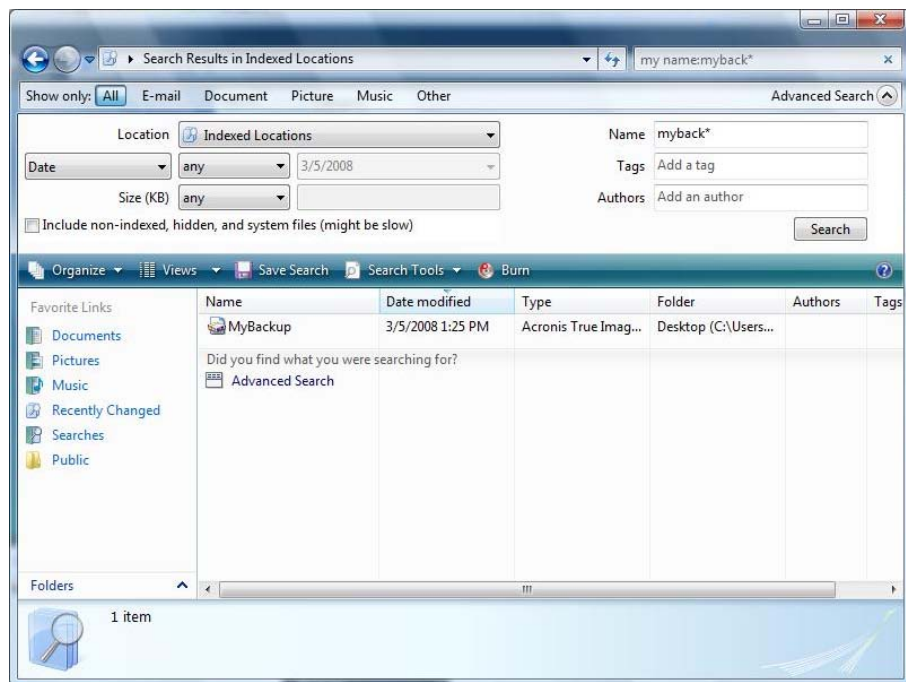 Search Results in Indexed Locations
my name:myback*
Show only: All E-mail Document Picture Music Other Advanced Search
Location Indexed Locations Name myback*
Date any 3/5/2008 Tags Add a tag
Size (KB) any Authors Add an author
Include non-indexed, hidden, and system files (might be slow) Search
Organize Views Save Search Search Tools Burn
Favorite Links
Documents
Pictures
Music
Recently Changed
Searches
Public
Folders
Name Date modified Type Folder Authors Tags
MyBackup 3/5/2008 1:25 PM Acronis True Imag... Desktop (C:\Users...
Did you find what you were searching for?
Advanced Search
1 item